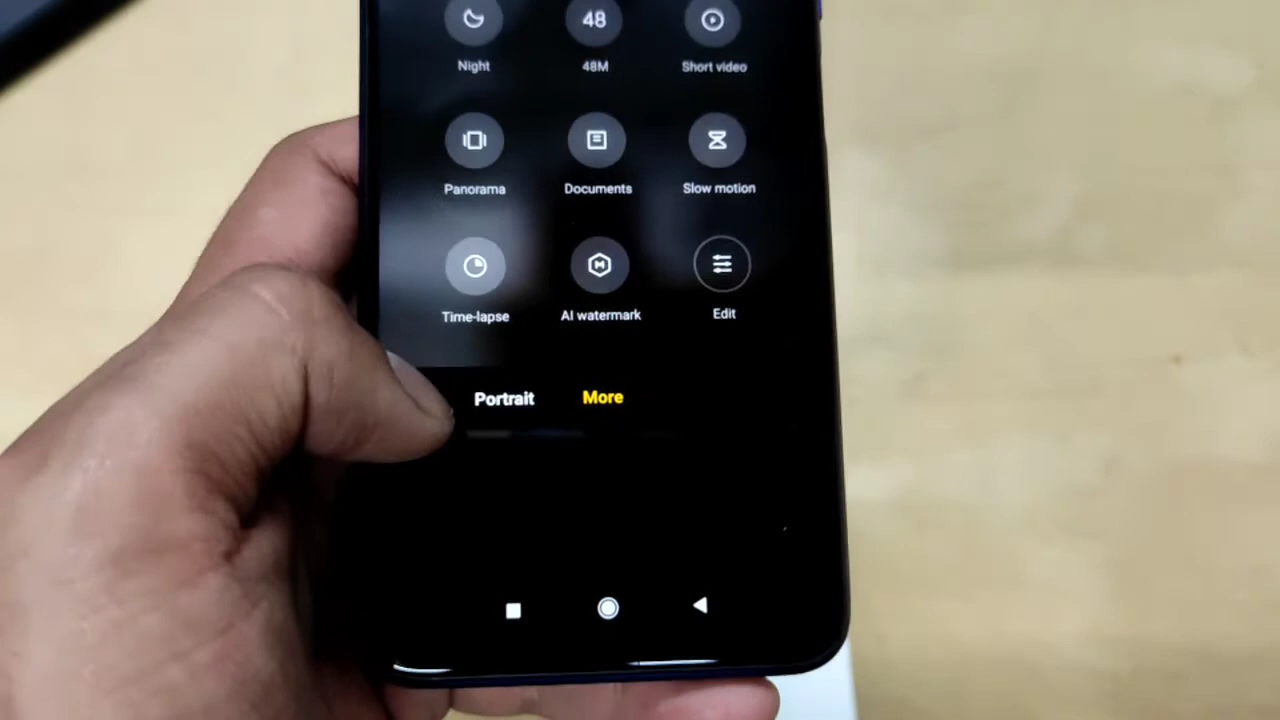 48
Night 48M Short video
Panorama Documents Slow motion
Time-lapse AI watermark Edit
Portrait More